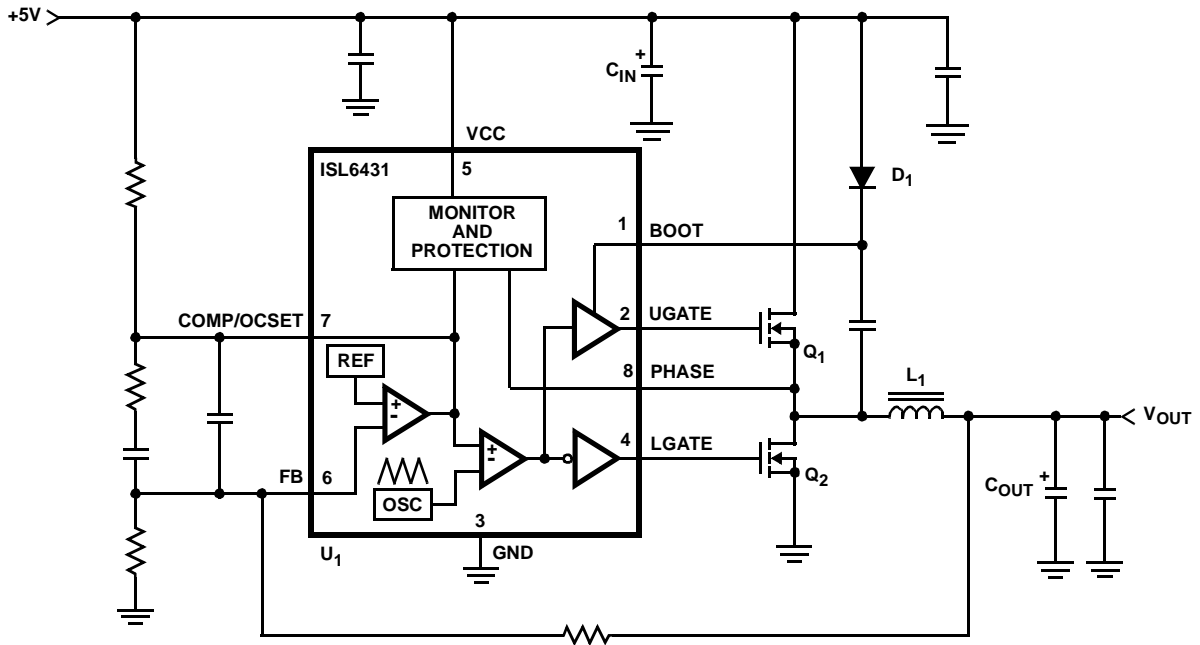 +5V
+
CIN
VCC
ISL6431
5
D1
MONITOR
AND
PROTECTION
1
BOOT
COMP/OCSET
7
2
UGATE
REF
Q1
8
PHASE
L1
+
-
+
-
4
LGATE
VOUT
FB
6
OSC
Q2
COUT
+
3
U1
GND